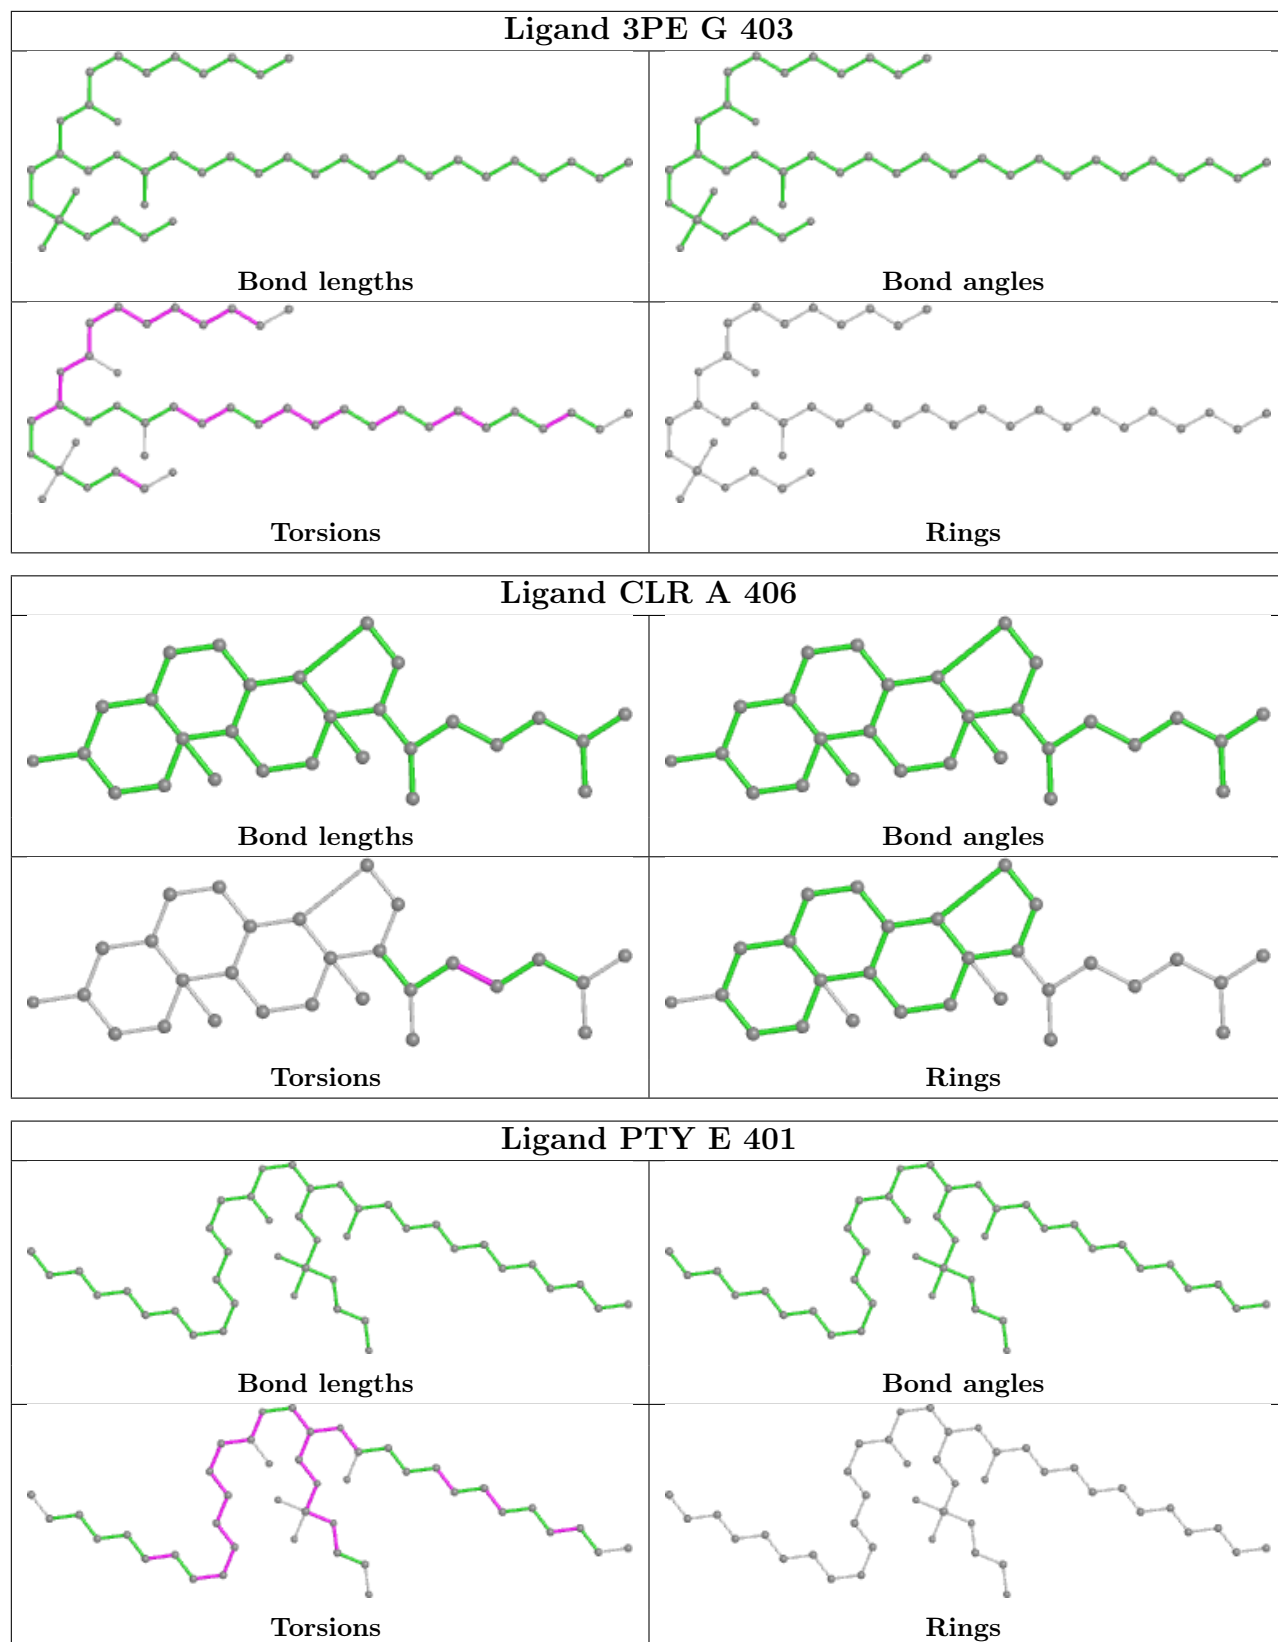 Ligand 3PE G 403
Bond lengths
Bond angles
Torsions
Rings
Ligand CLR A 406
Bond lengths
Bond angles
Torsions
Rings
Ligand PTY E 401
Bond lengths
Bond angles
Torsions
Rings